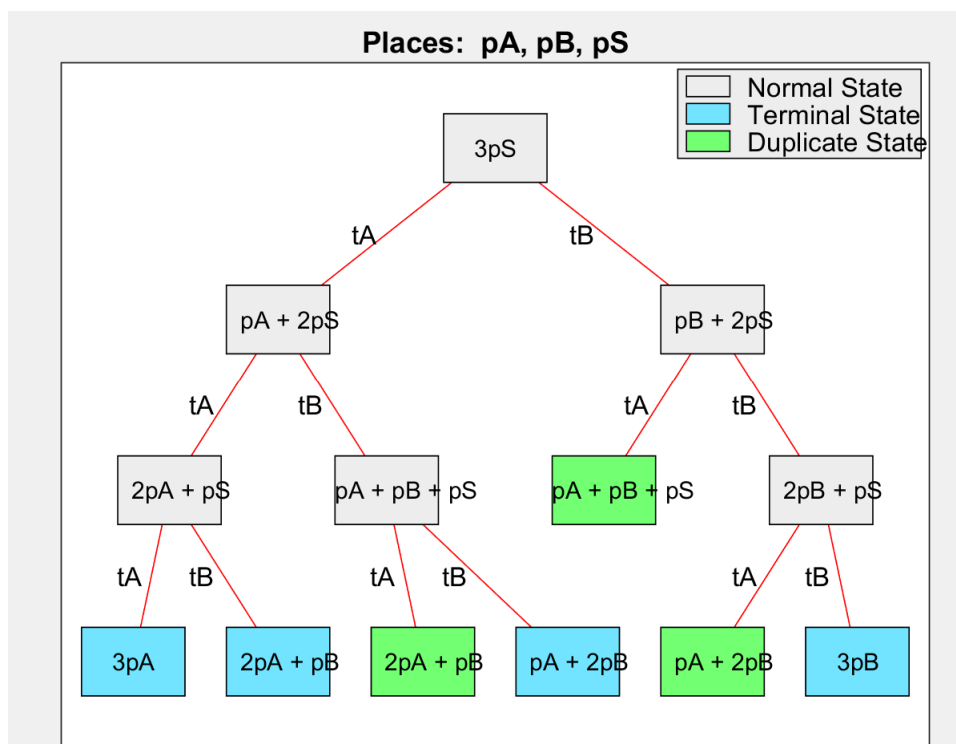 Places:  pA, pB, pS
Normal State
Terminal State
Duplicate State
3pS
tA
tB
pA + 2pS
pB + 2pS
tA
tB
tA
tB
2pA + pS
pA + pB + pS
pA + pB + pS
2pB + pS
tA
tB
tA
tB
tA
tB
3pA
2pA + pB
2pA + pB
pA + 2pB
pA + 2pB
3pB